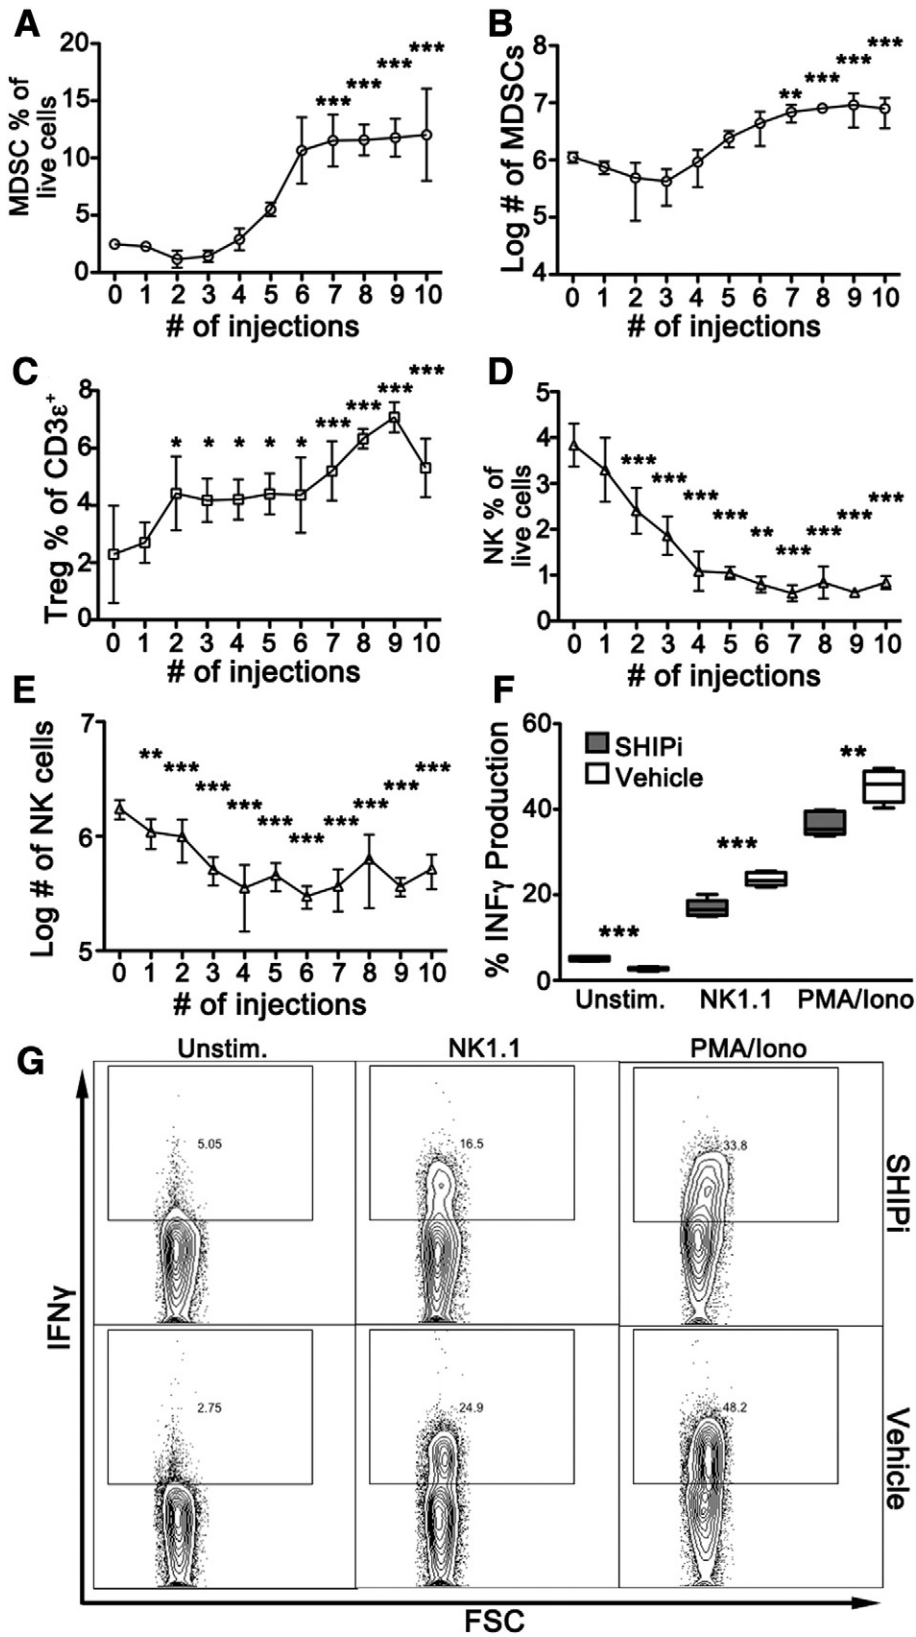 A
MDSC % of
live cells
20
15
10
5
0
***
***
***
***
0 1 2 3 4 5 6 7 8 9 10
# of injections
B
Log # of MDSCs
8
7
6
5
4
**
***
***
***
0 1 2 3 4 5 6 7 8 9 10
# of injections
C
Treg % of CD3ε+
8
6
4
2
0
* * * * *
***
***
***
***
0 1 2 3 4 5 6 7 8 9 10
# of injections
D
NK % of
live cells
5
4
3
2
1
0
***
***
***
***
**
***
***
***
***
0 1 2 3 4 5 6 7 8 9 10
# of injections
E
Log # of NK cells
7
6
5
**
***
***
***
***
***
***
***
***
***
0 1 2 3 4 5 6 7 8 9 10
# of injections
F
% INFγ Production
60
40
20
0
SHIPi
Vehicle
***
***
**
Unstim. NK1.1 PMA/Iono
G
Unstim. NK1.1 PMA/Iono
5.05 16.5 33.8
SHIPi
2.75 24.9 48.2
Vehicle
IFNγ
FSC